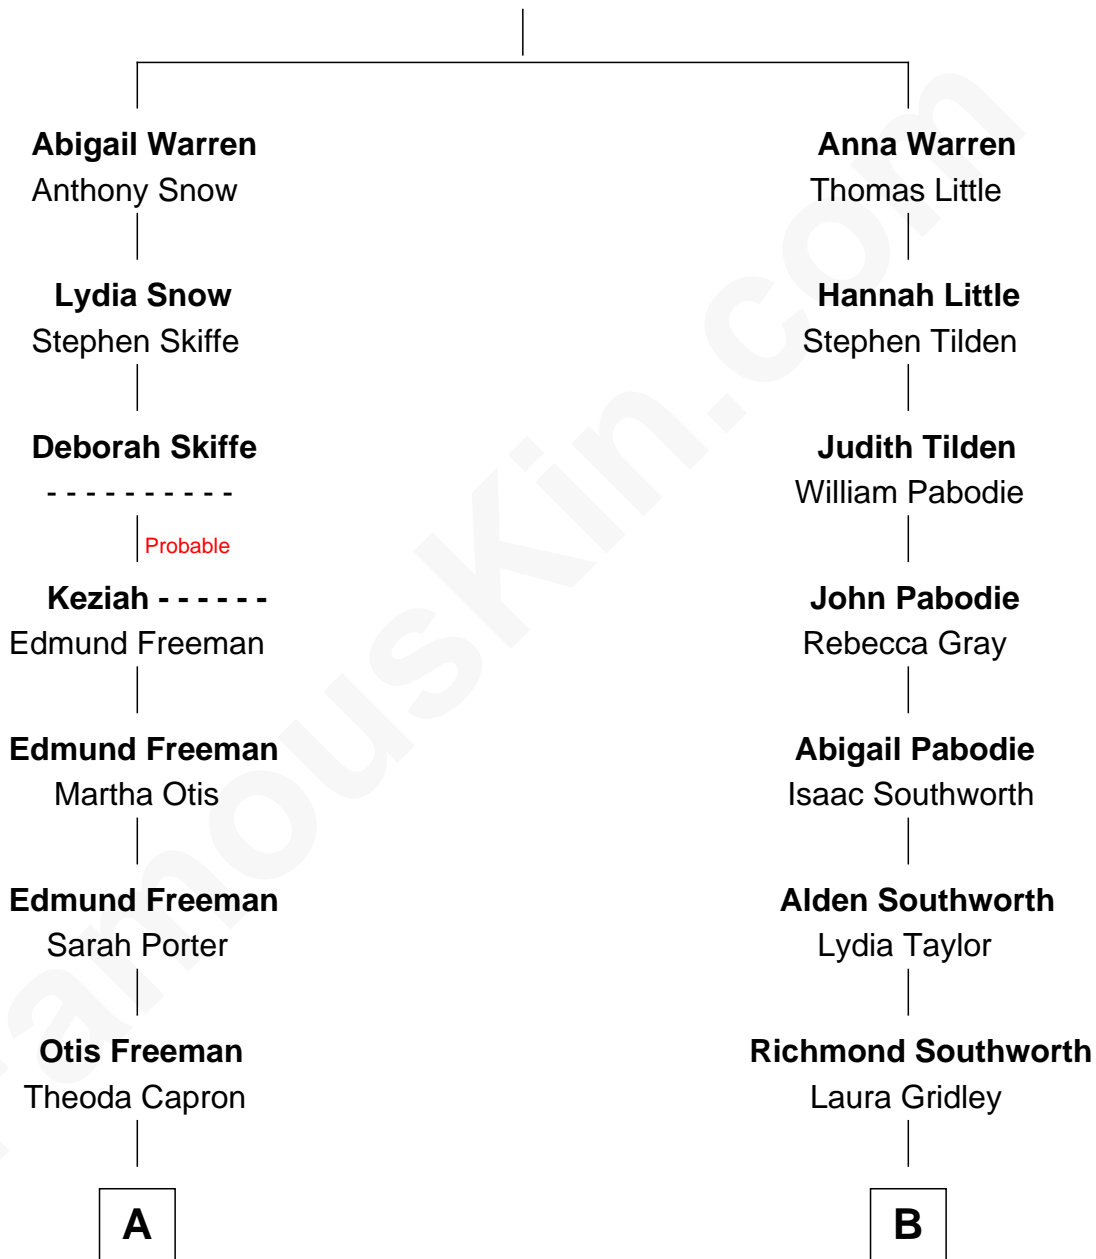 Abigail Warren
Anthony Snow
Anna Warren
Thomas Little
Lydia Snow
Stephen Skiffe
Hannah Little
Stephen Tilden
Deborah Skiffe
- - - - - - - - - -
Judith Tilden
William Pabodie
Probable
Keziah - - - - - -
Edmund Freeman
John Pabodie
Rebecca Gray
Edmund Freeman
Martha Otis
Abigail Pabodie
Isaac Southworth
Edmund Freeman
Sarah Porter
Alden Southworth
Lydia Taylor
Otis Freeman
Theoda Capron
Richmond Southworth
Laura Gridley
A
B
FamousKin.com